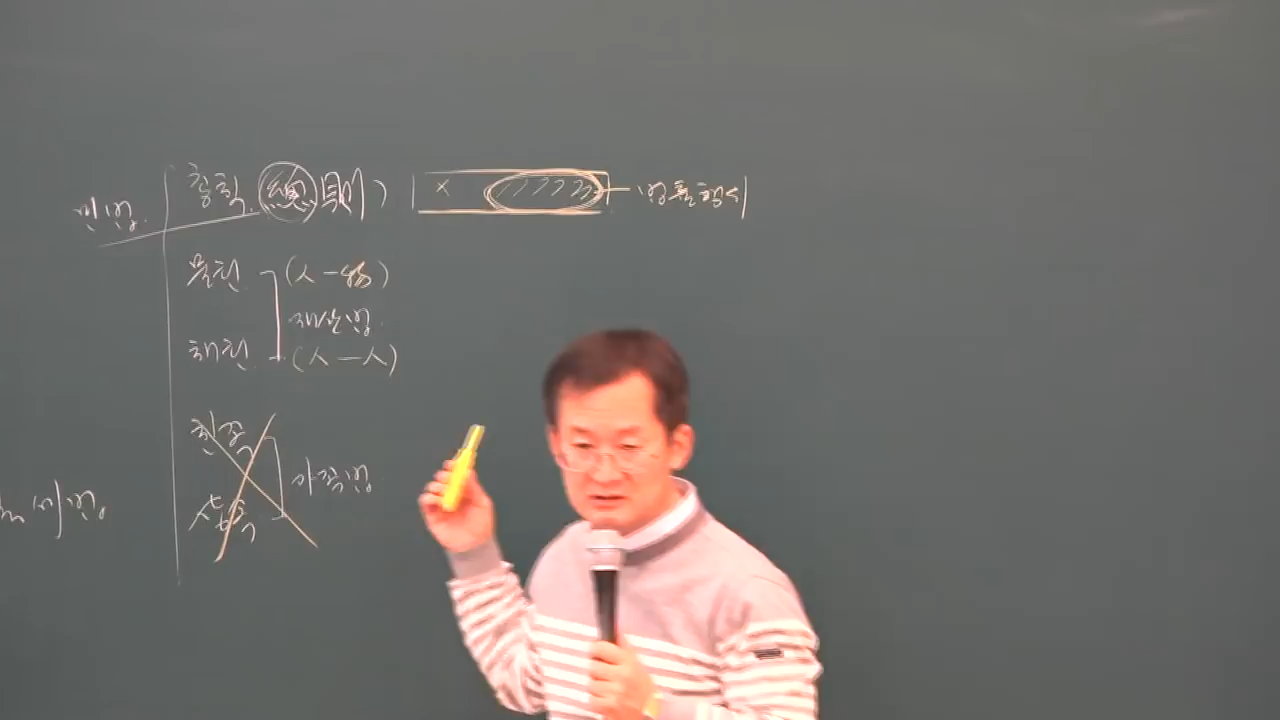 민법 총칙 (總則) × 법률행위
물권 (人-物)
재산법
채권 (人-人)
친족
가족법
상속